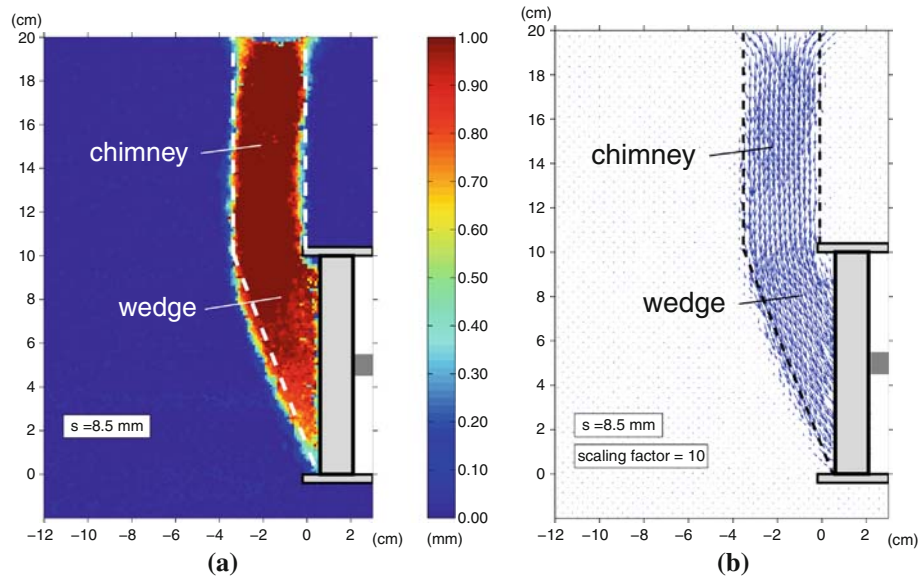 (cm)
20
18
16
14
12
10
8
6
4
2
0
−12 −10 −8 −6 −4 −2 0 2 (cm)
chimney
wedge
s =8.5 mm
1.00
0.90
0.80
0.70
0.60
0.50
0.40
0.30
0.20
0.10
0.00
(mm)
(a)
(cm)
20
18
16
14
12
10
8
6
4
2
0
−12 −10 −8 −6 −4 −2 0 2 (cm)
chimney
wedge
s =8.5 mm
scaling factor = 10
(b)